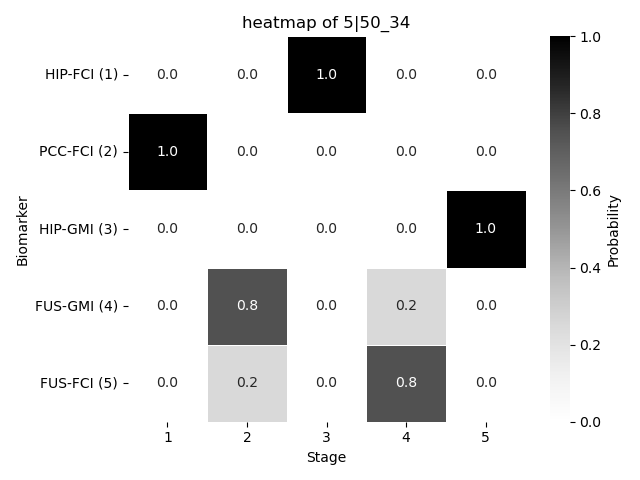 heatmap of 5|50_34
HIP-FCI (1) 0.0 0.0 1.0 0.0 0.0
PCC-FCI (2) 1.0 0.0 0.0 0.0 0.0
HIP-GMI (3) 0.0 0.0 0.0 0.0 1.0
FUS-GMI (4) 0.0 0.8 0.0 0.2 0.0
FUS-FCI (5) 0.0 0.2 0.0 0.8 0.0
1 2 3 4 5
Stage
Biomarker
1.0
0.8
0.6
0.4
0.2
0.0
Probability